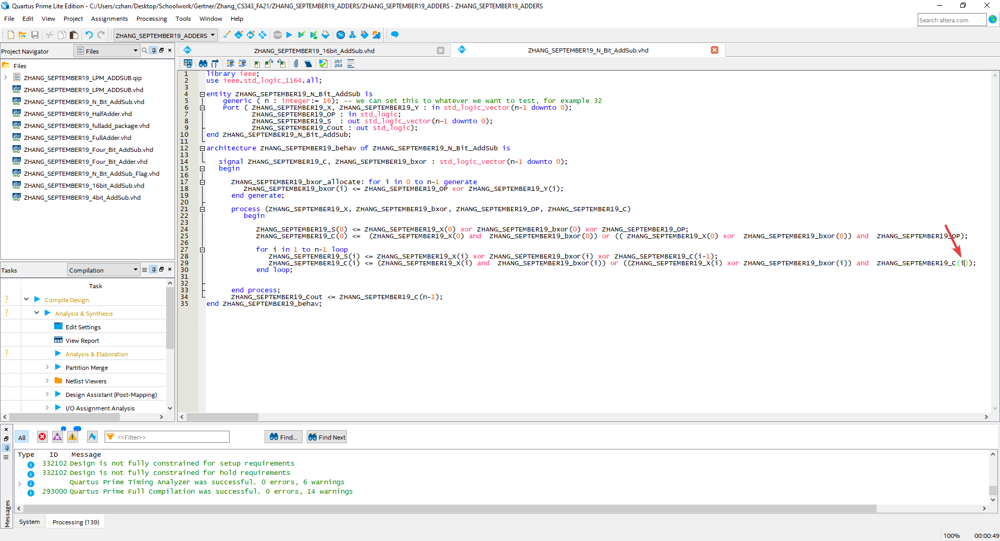 Quartus Prime Lite Edition - C:/Users/czhan/Desktop/Schoolwork/Gertner/Zhang_CS343_FA21/ZHANG_SEPTEMBER19_ADDERS/ZHANG_SEPTEMBER19_ADDERS - ZHANG_SEPTEMBER19_ADDERS
File Edit View Project Assignments Processing Tools Window Help
Search altera.com
ZHANG_SEPTEMBER19_ADDERS
STOP
Project Navigator Files
Files
ZHANG_SEPTEMBER19_LPM_ADDSUB.qip
ZHANG_SEPTEMBER19_LPM_ADDSUB.vhd
ZHANG_SEPTEMBER19_N_Bit_AddSub.vhd
ZHANG_SEPTEMBER19_HalfAdder.vhd
ZHANG_SEPTEMBER19_fulladd_package.vhd
ZHANG_SEPTEMBER19_FullAdder.vhd
ZHANG_SEPTEMBER19_Four_Bit_AddSub.vhd
ZHANG_SEPTEMBER19_Four_Bit_Adder.vhd
ZHANG_SEPTEMBER19_N_Bit_AddSub_Flag.vhd
ZHANG_SEPTEMBER19_16bit_AddSub.vhd
ZHANG_SEPTEMBER19_4bit_AddSub.vhd
Tasks Compilation
Task
Compile Design
Analysis & Synthesis
Edit Settings
View Report
Analysis & Elaboration
Partition Merge
Netlist Viewers
Design Assistant (Post-Mapping)
I/O Assignment Analysis
ZHANG_SEPTEMBER19_16bit_AddSub.vhd ZHANG_SEPTEMBER19_N_Bit_AddSub.vhd
267
268
1 library ieee;
2 use ieee.std_logic_1164.all;
3
4 entity ZHANG_SEPTEMBER19_N_Bit_AddSub is
5 generic ( n : integer:= 16); -- we can set this to whatever we want to test, for example 32
6 Port ( ZHANG_SEPTEMBER19_X, ZHANG_SEPTEMBER19_Y : in std_logic_vector(n-1 downto 0);
7 ZHANG_SEPTEMBER19_OP : in std_logic;
8 ZHANG_SEPTEMBER19_S : out std_logic_vector(n-1 downto 0);
9 ZHANG_SEPTEMBER19_Cout : out std_logic);
10 end ZHANG_SEPTEMBER19_N_Bit_AddSub;
11
12 architecture ZHANG_SEPTEMBER19_behav of ZHANG_SEPTEMBER19_N_Bit_AddSub is
13
14 signal ZHANG_SEPTEMBER19_C, ZHANG_SEPTEMBER19_bxor : std_logic_vector(n-1 downto 0);
15 begin
16
17 ZHANG_SEPTEMBER19_bxor_allocate: for i in 0 to n-1 generate
18 ZHANG_SEPTEMBER19_bxor(i) <= ZHANG_SEPTEMBER19_OP xor ZHANG_SEPTEMBER19_Y(i);
19 end generate;
20
21 process (ZHANG_SEPTEMBER19_X, ZHANG_SEPTEMBER19_bxor, ZHANG_SEPTEMBER19_OP, ZHANG_SEPTEMBER19_C)
22 begin
23
24 ZHANG_SEPTEMBER19_S(0) <= ZHANG_SEPTEMBER19_X(0) xor ZHANG_SEPTEMBER19_bxor(0) xor ZHANG_SEPTEMBER19_OP;
25 ZHANG_SEPTEMBER19_C(0) <= (ZHANG_SEPTEMBER19_X(0) and ZHANG_SEPTEMBER19_bxor(0)) or (( ZHANG_SEPTEMBER19_X(0) xor ZHANG_SEPTEMBER19_bxor(0)) and ZHANG_SEPTEMBER19_OP);
26
27 for i in 1 to n-1 loop
28 ZHANG_SEPTEMBER19_S(i) <= ZHANG_SEPTEMBER19_X(i) xor ZHANG_SEPTEMBER19_bxor(i) xor ZHANG_SEPTEMBER19_C(i-1);
29 ZHANG_SEPTEMBER19_C(i) <= (ZHANG_SEPTEMBER19_X(i) and ZHANG_SEPTEMBER19_bxor(i)) or ((ZHANG_SEPTEMBER19_X(i) xor ZHANG_SEPTEMBER19_bxor(i)) and ZHANG_SEPTEMBER19_C(i));
30 end loop;
31
32
33 end process;
34 ZHANG_SEPTEMBER19_Cout <= ZHANG_SEPTEMBER19_C(n-1);
35 end ZHANG_SEPTEMBER19_behav;
All <<Filter>> Find... Find Next
Type ID Message
332102 Design is not fully constrained for setup requirements
332102 Design is not fully constrained for hold requirements
Quartus Prime Timing Analyzer was successful. 0 errors, 6 warnings
293000 Quartus Prime Full Compilation was successful. 0 errors, 14 warnings
Messages
System Processing (139)
100% 00:00:49